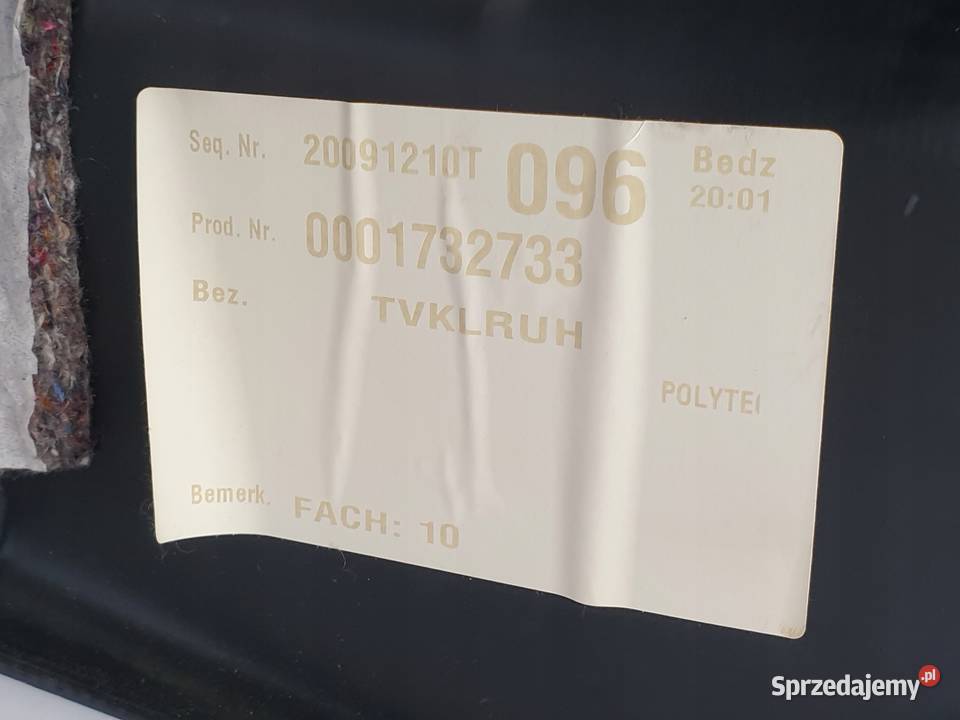 Seq. Nr. 20091210T 096 Bedz
20:01
Prod. Nr. 0001732733
Bez. TVKLRUH
POLYTE
Bemerk. FACH: 10
Sprzedajemy.pl